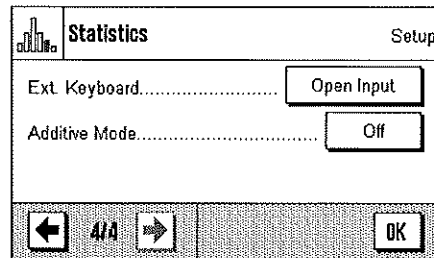 Statistics Setup
Ext. Keyboard............................ Open Input
Additive Mode.................................... Off
4/4 OK